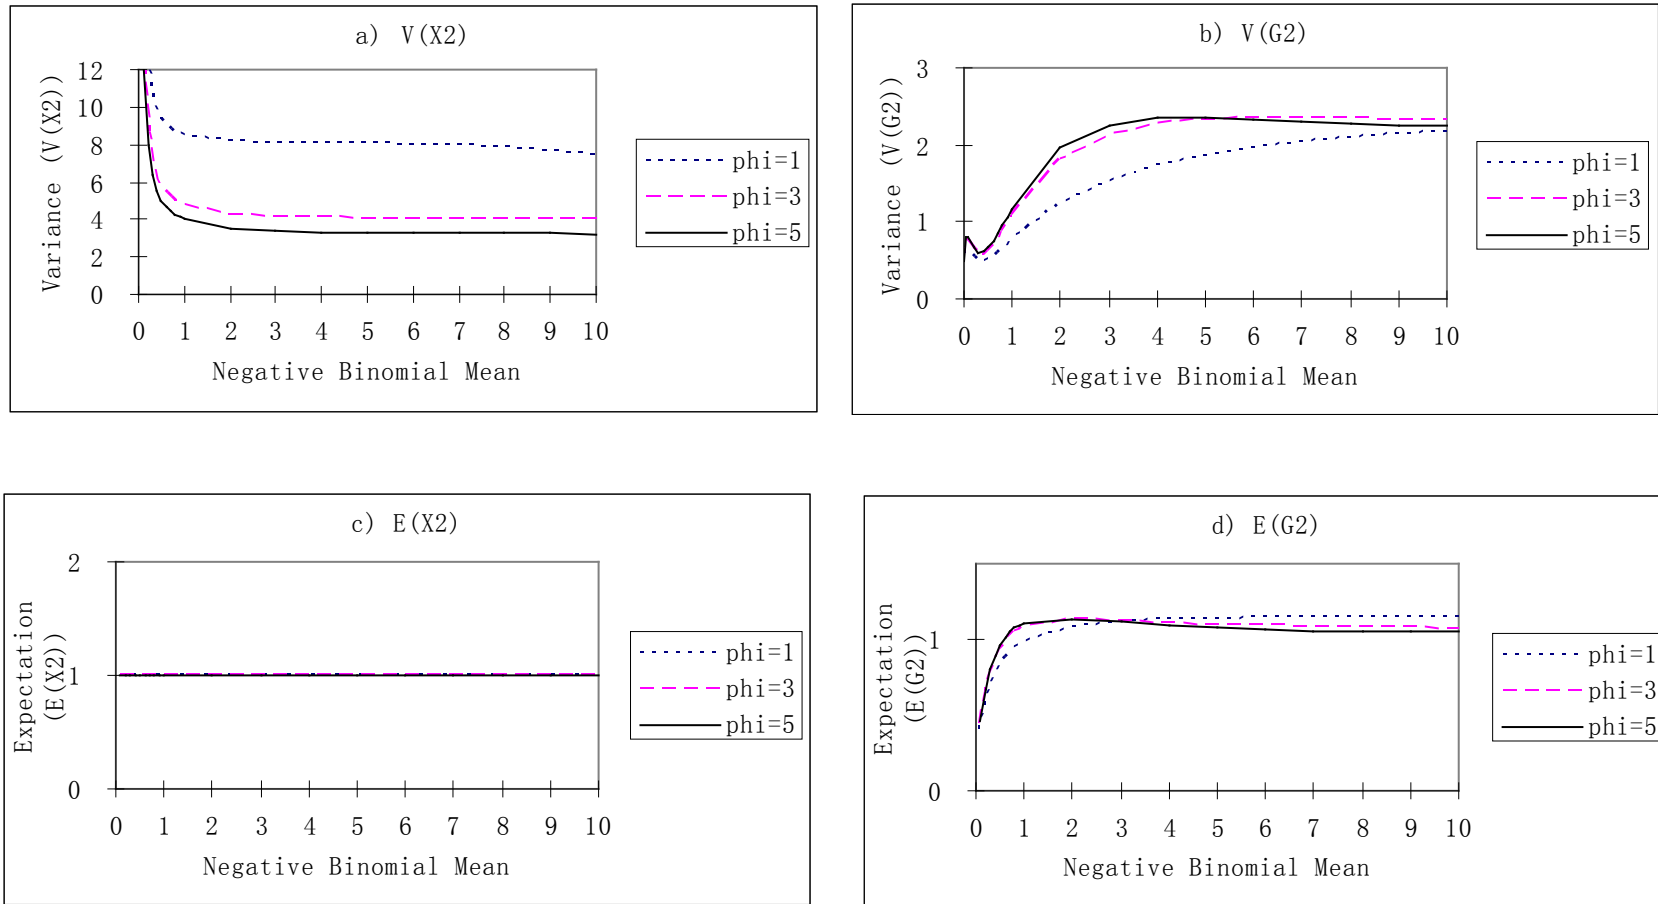 a) V(X2)
Variance (V(X2))
12
10
8
6
4
2
0
0 1 2 3 4 5 6 7 8 9 10
Negative Binomial Mean
phi=1
phi=3
phi=5
b) V(G2)
Variance (V(G2))
3
2
1
0
0 1 2 3 4 5 6 7 8 9 10
Negative Binomial Mean
phi=1
phi=3
phi=5
c) E(X2)
Expectation
(E(X2))
2
1
0
0 1 2 3 4 5 6 7 8 9 10
Negative Binomial Mean
phi=1
phi=3
phi=5
d) E(G2)
Expectation
(E(G2))
1
0
0 1 2 3 4 5 6 7 8 9 10
Negative Binomial Mean
phi=1
phi=3
phi=5